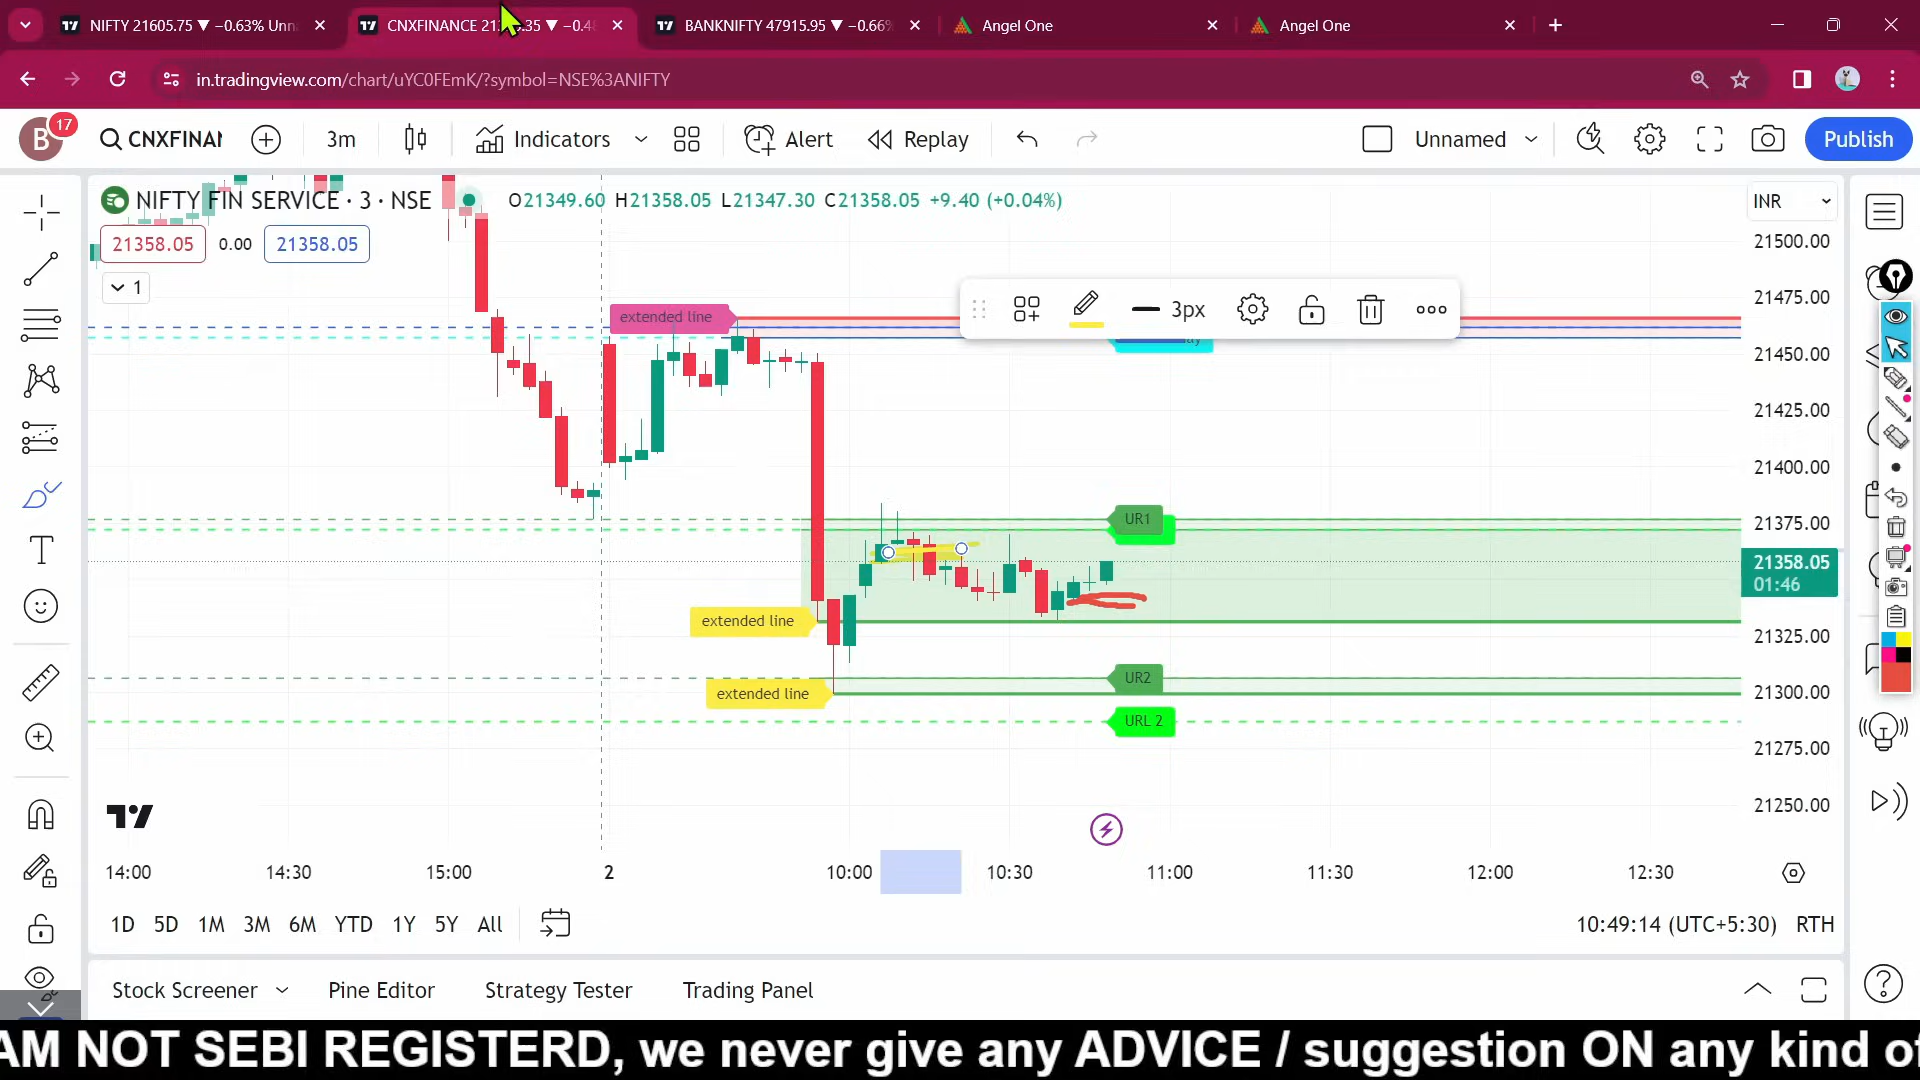 NIFTY 21605.75 ▼ −0.63% Unn
CNXFINANCE 21 .35 ▼ −0.4
BANKNIFTY 47915.95 ▼ −0.66%
Angel One
Angel One
in.tradingview.com/chart/uYC0FEmK/?symbol=NSE%3ANIFTY
B 17
CNXFINAN
3m
Indicators
Alert
Replay
Unnamed
Publish
NIFTY FIN SERVICE · 3 · NSE
O21349.60 H21358.05 L21347.30 C21358.05 +9.40 (+0.04%)
INR
21358.05 0.00 21358.05
1
extended line
3px
UR1
extended line
UR2
extended line
URL 2
21500.00
21475.00
21450.00
21425.00
21400.00
21375.00
21358.05
01:46
21325.00
21300.00
21275.00
21250.00
14:00 14:30 15:00 2 10:00 10:30 11:00 11:30 12:00 12:30
1D 5D 1M 3M 6M YTD 1Y 5Y All
10:49:14 (UTC+5:30) RTH
Stock Screener Pine Editor Strategy Tester Trading Panel
AM NOT SEBI REGISTERD, we never give any ADVICE / suggestion ON any kind of